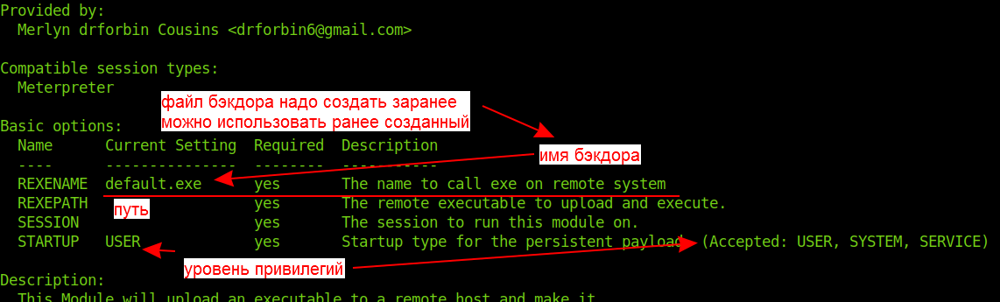 Provided by:
Merlyn drforbin Cousins <drforbin6@gmail.com>
Compatible session types:
Meterpreter
файл бэкдора надо создать заранее
можно использовать ранее созданный
Basic options:
Name Current Setting Required Description
---- --------------- -------- -----------
имя бэкдора
REXENAME default.exe yes The name to call exe on remote system
REXEPATH yes The remote executable to upload and execute.
путь
SESSION yes The session to run this module on.
STARTUP USER yes Startup type for the persistent payload (Accepted: USER, SYSTEM, SERVICE)
уровень привилегий
Description:
This Module will upload an executable to a remote host and make it